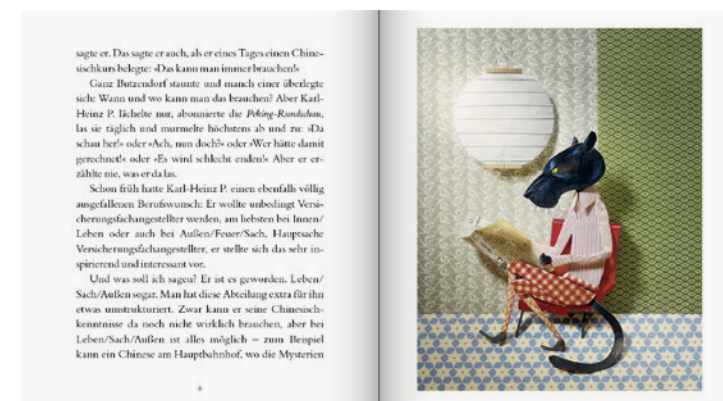 sagte er. Das sagte er auch, als er eines Tages einen Chine-
sischkurs belegte: »Das kann man immer brauchen!«
Ganz Butzendorf staunte und manch einer überlegte
sich: Wann und wo kann man das brauchen? Aber Karl-
Heinz P. lächelte nur, abonnierte die Peking-Rundschau,
las sie täglich und murmelte höchstens ab und zu: »Da
schau her!« oder »Ach, nun doch?« oder »Wer hätte damit
gerechnet!« oder »Es wird schlecht enden!« Aber er er-
zählte nie, was er da las.
Schon früh hatte Karl-Heinz P. einen ebenfalls völlig
ausgefallenen Berufswunsch: Er wollte unbedingt Versi-
cherungsfachangestellter werden, am liebsten bei Innen/
Leben oder auch bei Außen/Feuer/Sach, Hauptsache
Versicherungsfachangestellter, er stellte sich das sehr in-
spirierend und interessant vor.
Und was soll ich sagen? Er ist es geworden. Leben/
Sach/Außen sogar. Man hat diese Abteilung extra für ihn
etwas umstrukturiert. Zwar kann er seine Chinesisch-
kenntnisse da noch nicht wirklich brauchen, aber bei
Leben/Sach/Außen ist alles möglich – zum Beispiel
kann ein Chinese am Hauptbahnhof, wo die Mysterien